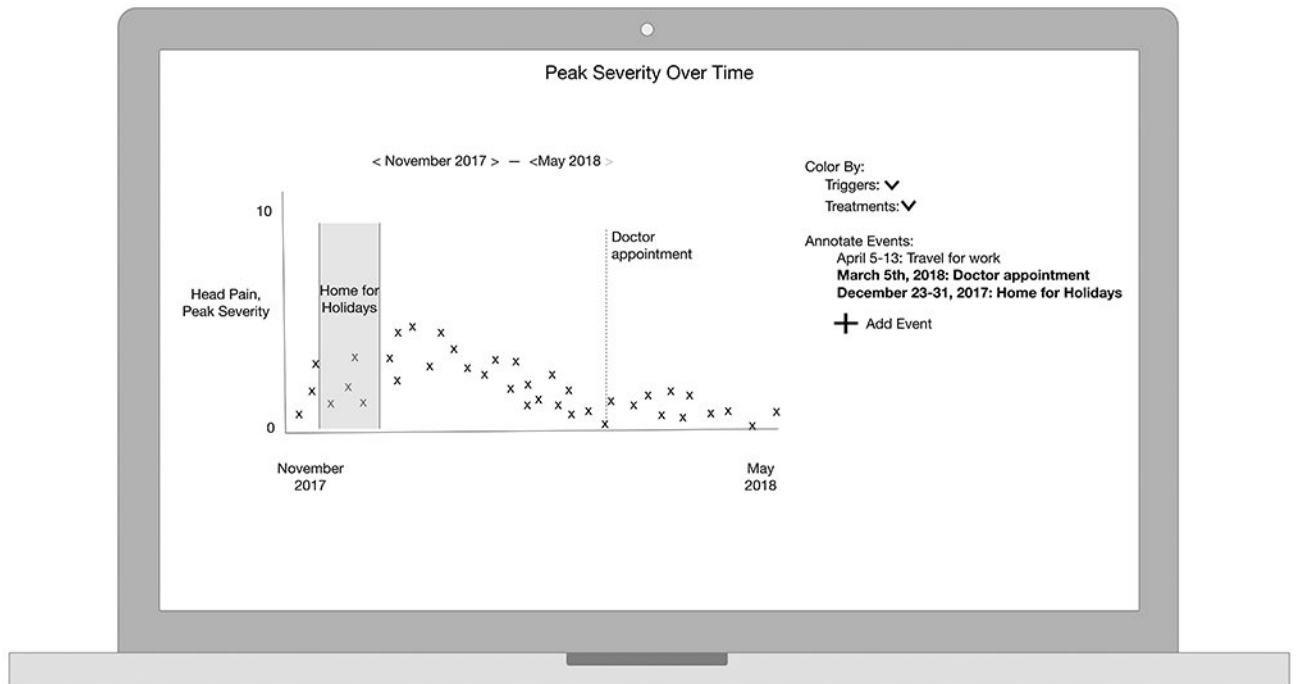 Peak Severity Over Time
< November 2017 > – <May 2018 >
10
Head Pain,
Peak Severity
0
Home for
Holidays
Doctor
appointment
November
2017
May
2018
Color By:
Triggers:
Treatments:
Annotate Events:
April 5-13: Travel for work
March 5th, 2018: Doctor appointment
December 23-31, 2017: Home for Holidays
Add Event